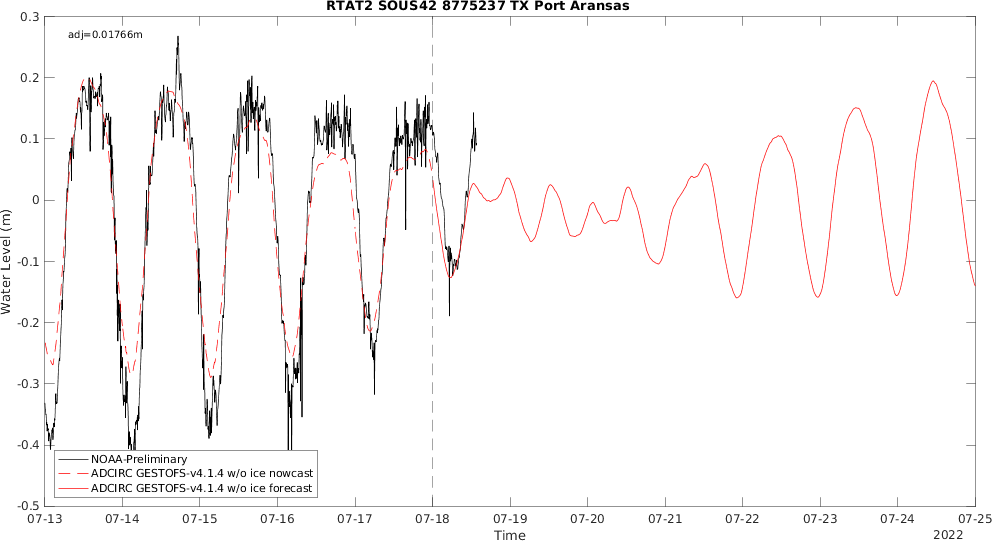 RTAT2 SOUS42 8775237 TX Port Aransas
adj=0.01766m
Water Level (m)
0.3
0.2
0.1
0
-0.1
-0.2
-0.3
-0.4
-0.5
NOAA-Preliminary
ADCIRC GESTOFS-v4.1.4 w/o ice nowcast
ADCIRC GESTOFS-v4.1.4 w/o ice forecast
07-13 07-14 07-15 07-16 07-17 07-18 07-19 07-20 07-21 07-22 07-23 07-24 07-25
Time
2022